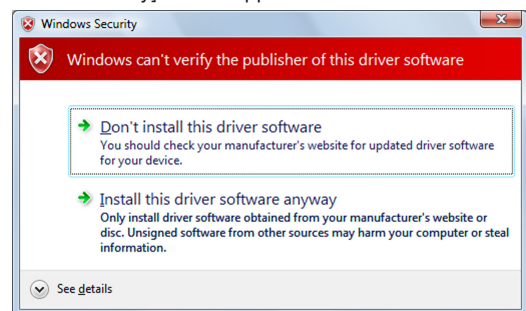 Windows Security
Windows can't verify the publisher of this driver software
Don't install this driver software
You should check your manufacturer's website for updated driver software
for your device.
Install this driver software anyway
Only install driver software obtained from your manufacturer's website or
disc. Unsigned software from other sources may harm your computer or steal
information.
See details